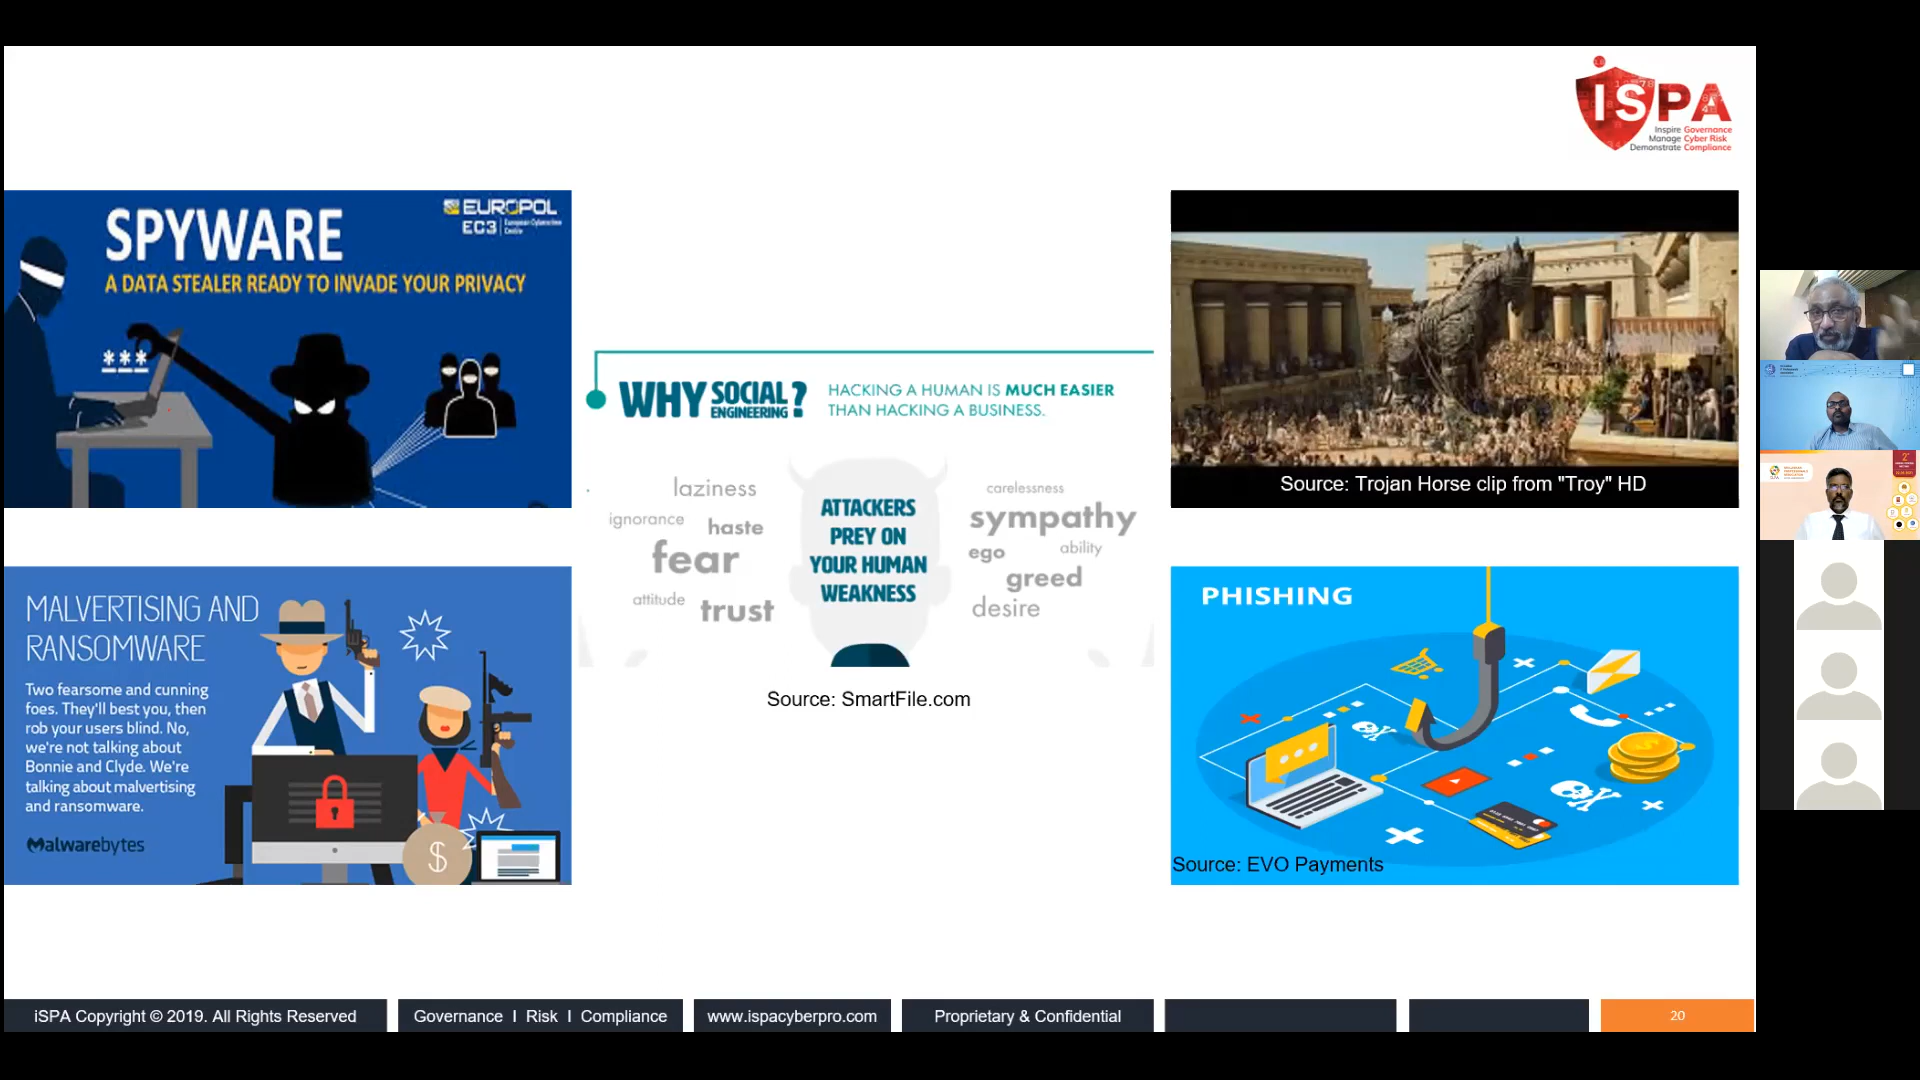 iSPA
Inspire Governance
Manage Cyber Risk
Demonstrate Compliance
SPYWARE
EUROPOL
EC3
European Cybercrime
Centre
A DATA STEALER READY TO INVADE YOUR PRIVACY
***
MALVERTISING AND
RANSOMWARE
Two fearsome and cunning
foes. They'll best you, then
rob your users blind. No,
we're not talking about
Bonnie and Clyde. We're
talking about malvertising
and ransomware.
Malwarebytes
$
WHY SOCIAL ENGINEERING?
HACKING A HUMAN IS MUCH EASIER
THAN HACKING A BUSINESS.
laziness
ignorance
haste
fear
attitude
trust
ATTACKERS
PREY ON
YOUR HUMAN
WEAKNESS
carelessness
sympathy
ego
ability
greed
desire
Source: SmartFile.com
Source: Trojan Horse clip from "Troy" HD
PHISHING
Source: EVO Payments
iSPA Copyright © 2019. All Rights Reserved
Governance I Risk I Compliance
www.ispacyberpro.com
Proprietary & Confidential
20